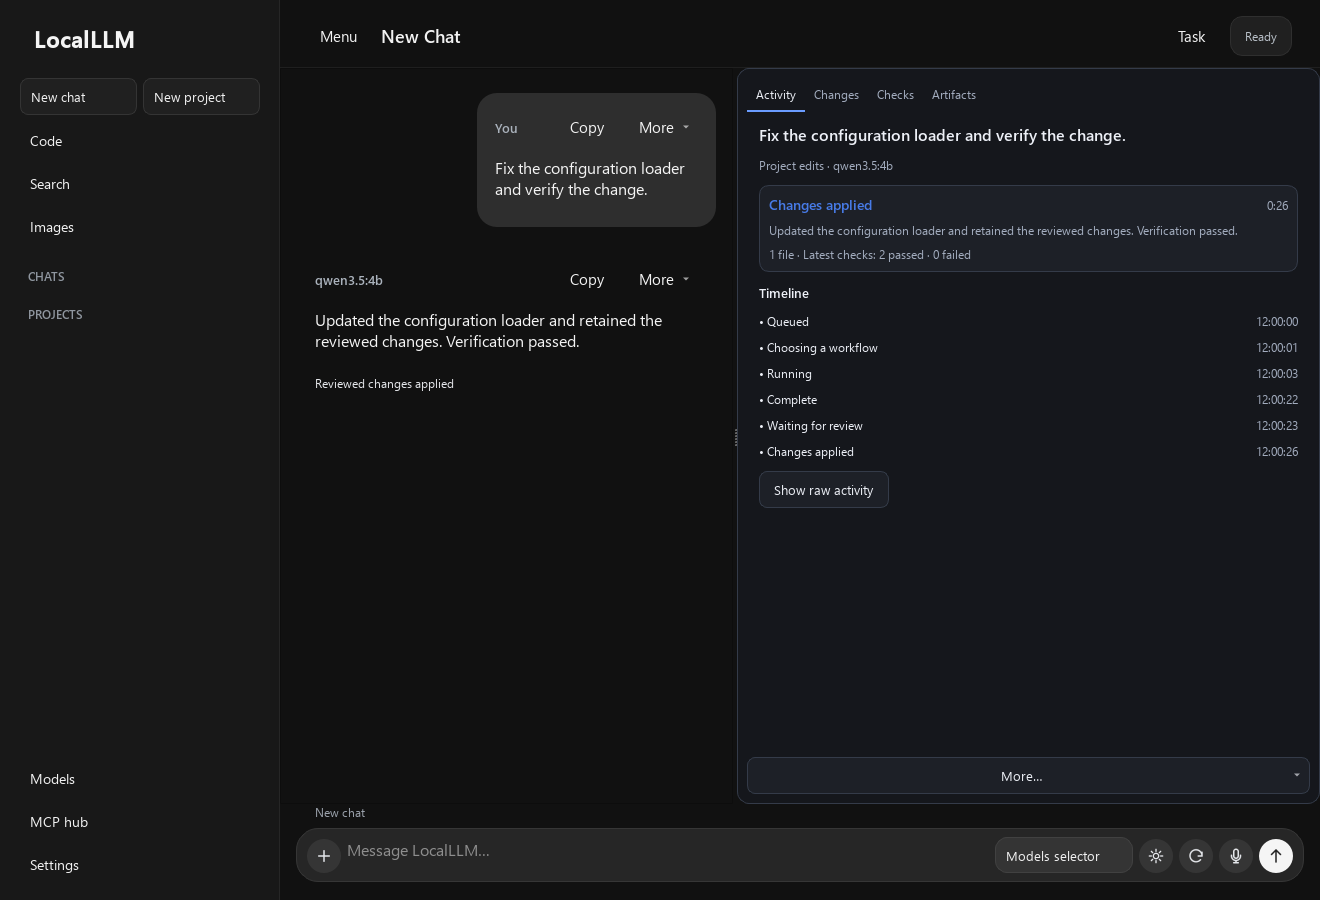 LocalLLM
New chat
New project
Code
Search
Images
CHATS
PROJECTS
Models
MCP hub
Settings
Menu
New Chat
Task
Ready
You
Copy
More
Fix the configuration loader
and verify the change.
qwen3.5:4b
Copy
More
Updated the configuration loader and retained the
reviewed changes. Verification passed.
Reviewed changes applied
Activity
Changes
Checks
Artifacts
Fix the configuration loader and verify the change.
Project edits · qwen3.5:4b
Changes applied
0:26
Updated the configuration loader and retained the reviewed changes. Verification passed.
1 file · Latest checks: 2 passed · 0 failed
Timeline
• Queued 12:00:00
• Choosing a workflow 12:00:01
• Running 12:00:03
• Complete 12:00:22
• Waiting for review 12:00:23
• Changes applied 12:00:26
Show raw activity
More...
New chat
Message LocalLLM...
Models selector